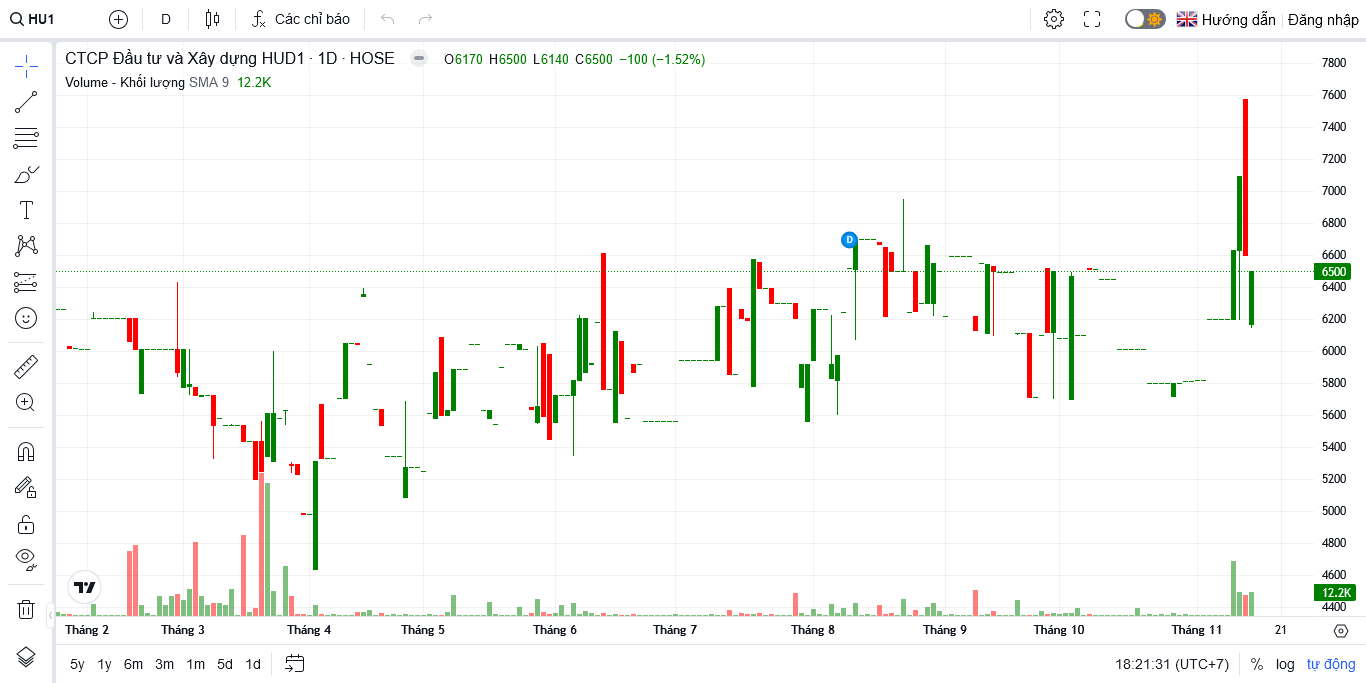 HU1 D Các chỉ báo Hướng dẫn Đăng nhập
CTCP Đầu tư và Xây dựng HUD1 · 1D · HOSE O6170 H6500 L6140 C6500 −100 (−1.52%)
Volume - Khối lượng SMA 9 12.2K
7800
7600
7400
7200
7000
6800
D
6600
6500
6400
6200
6000
5800
5600
5400
5200
5000
4800
4600
12.2K
4400
Tháng 2 Tháng 3 Tháng 4 Tháng 5 Tháng 6 Tháng 7 Tháng 8 Tháng 9 Tháng 10 Tháng 11 21
5y 1y 6m 3m 1m 5d 1d 18:21:31 (UTC+7) % log tự động